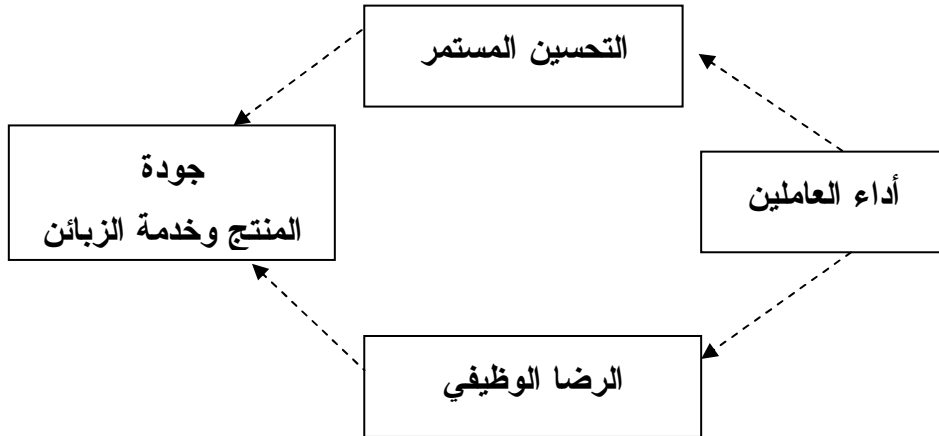 التحسين المستمر
أداء العاملين
جودة
المنتج وخدمة الزبائن
الرضا الوظيفي